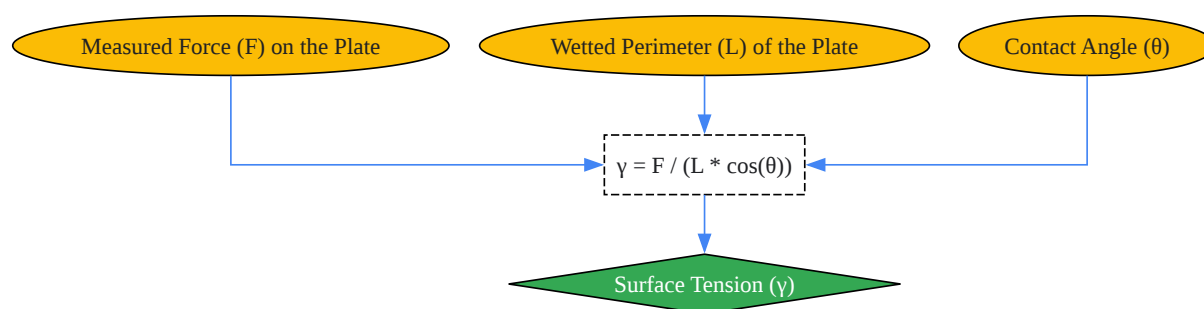 Measured Force (F) on the Plate
Wetted Perimeter (L) of the Plate
Contact Angle (θ)
γ = F / (L * cos(θ))
Surface Tension (γ)